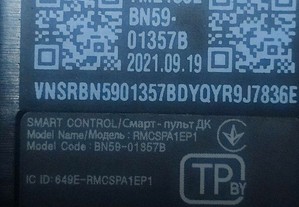 BN59-
01357B
2021.09.19
VNSRBN5901357BDYQYR9J7836E
SMART CONTROL/Смарт - пульт ДК
Model Name/Модель : RMCSPA1EP1
Model Code : BN59-01357B
IC ID: 649E-RMCSPA1EP1
TP BY